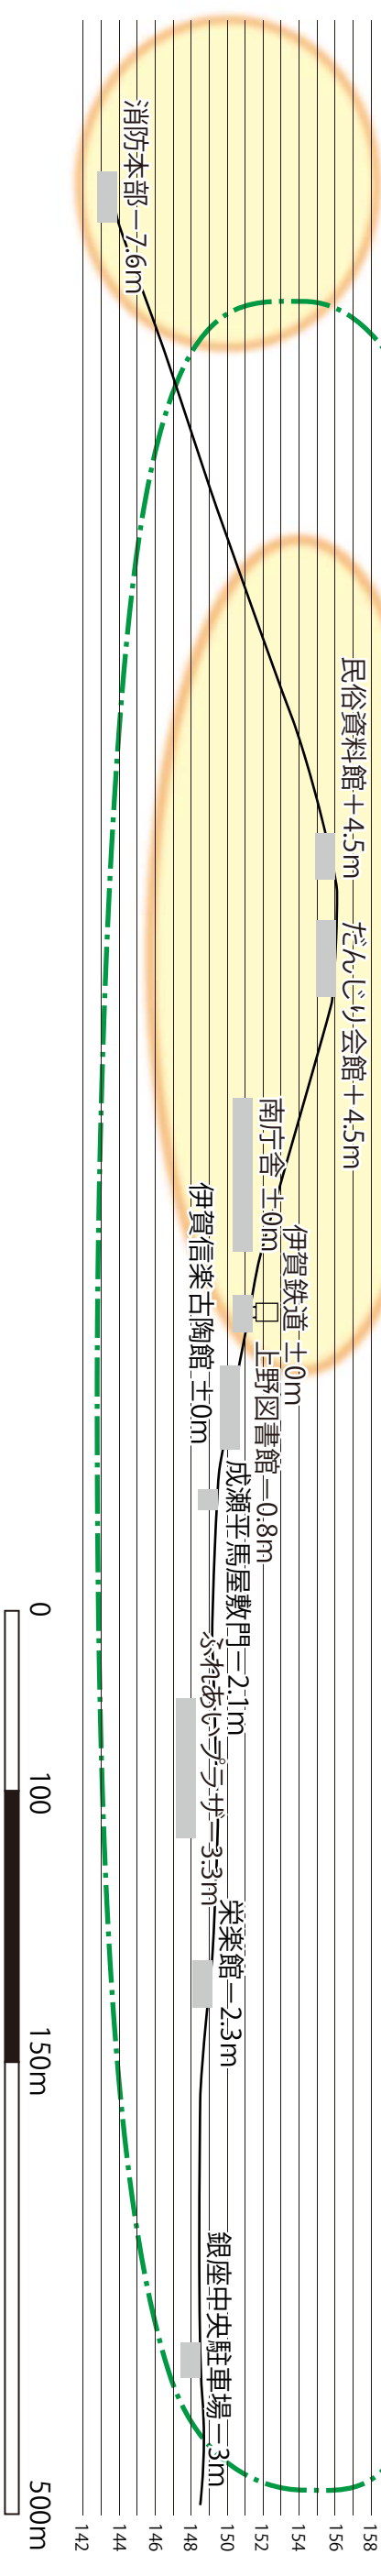 消防本部－7.6m
民俗資料館＋4.5m
だんじり会館＋4.5m
南庁舎 ±0m
伊賀鉄道 ±0m
伊賀信楽古陶館 ±0m
上野図書館－0.8m
成瀬平馬屋敷門－2.1m
ふれあいプラザ－3.3m
栄楽館－2.3m
銀座中央駐車場－3m
0
100
150m
500m
142
144
146
148
150
152
154
156
158